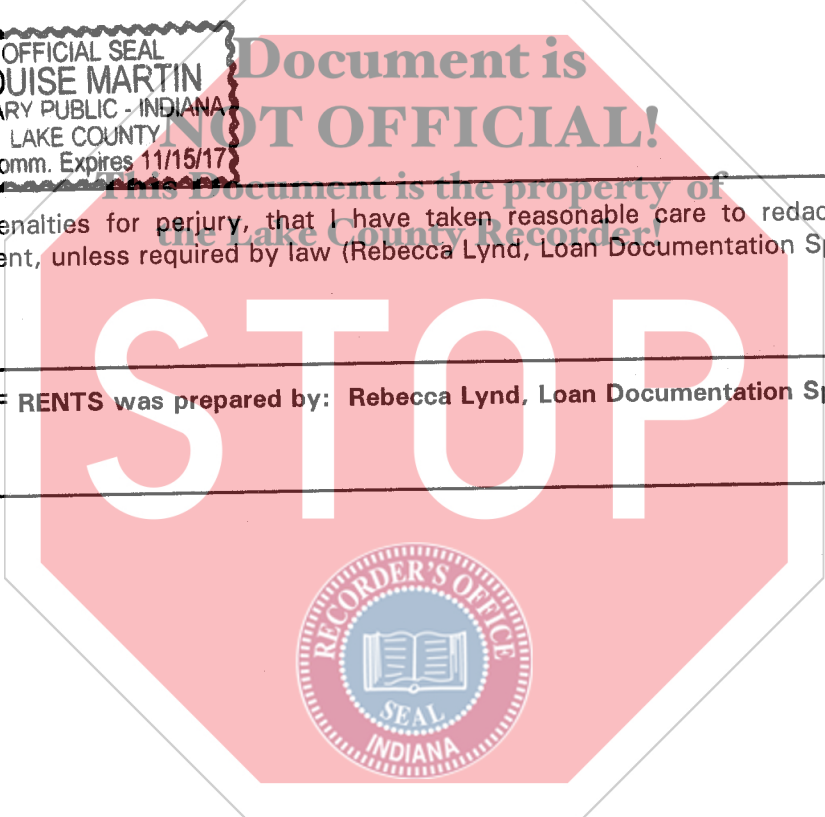 OFFICIAL SEAL
OUISE MARTIN
ARY PUBLIC - INDIANA
LAKE COUNTY
omm. Expires 11/15/17
Document is
NOT OFFICIAL!
This Document is the property of
the Lake County Recorder!
enalties for perjury, that I have taken reasonable care to redac
ent, unless required by law (Rebecca Lynd, Loan Documentation Sp
F RENTS was prepared by: Rebecca Lynd, Loan Documentation Sp
STOP
RECORDER'S OFFICE
SEAL
INDIANA